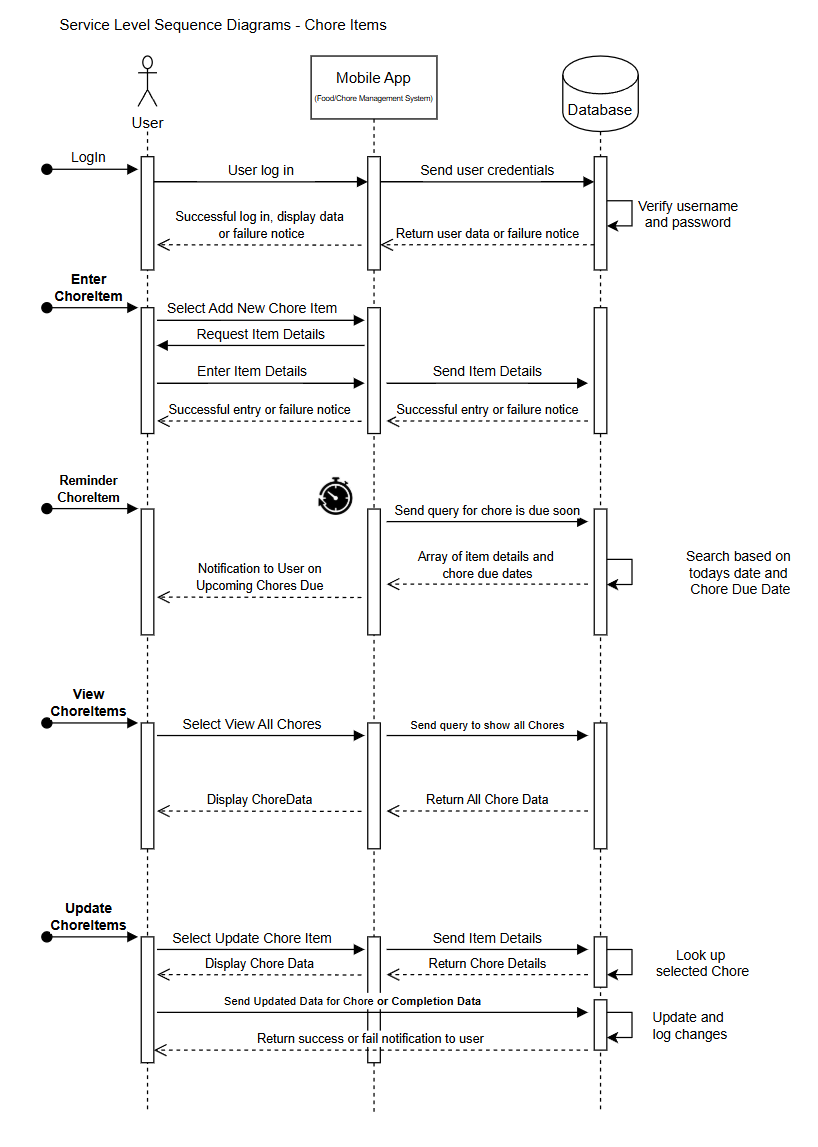 Service Level Sequence Diagrams - Chore Items
User
Mobile App
(Food/Chore Management System)
Database
LogIn
User log in
Send user credentials
Verify username
and password
Successful log in, display data
or failure notice
Return user data or failure notice
Enter
ChoreItem
Select Add New Chore Item
Request Item Details
Enter Item Details
Send Item Details
Successful entry or failure notice
Successful entry or failure notice
Reminder
ChoreItem
Send query for chore is due soon
Array of item details and
chore due dates
Search based on
todays date and
Chore Due Date
Notification to User on
Upcoming Chores Due
View
ChoreItems
Select View All Chores
Send query to show all Chores
Display ChoreData
Return All Chore Data
Update
ChoreItems
Select Update Chore Item
Send Item Details
Look up
selected Chore
Display Chore Data
Return Chore Details
Send Updated Data for Chore or Completion Data
Update and
log changes
Return success or fail notification to user